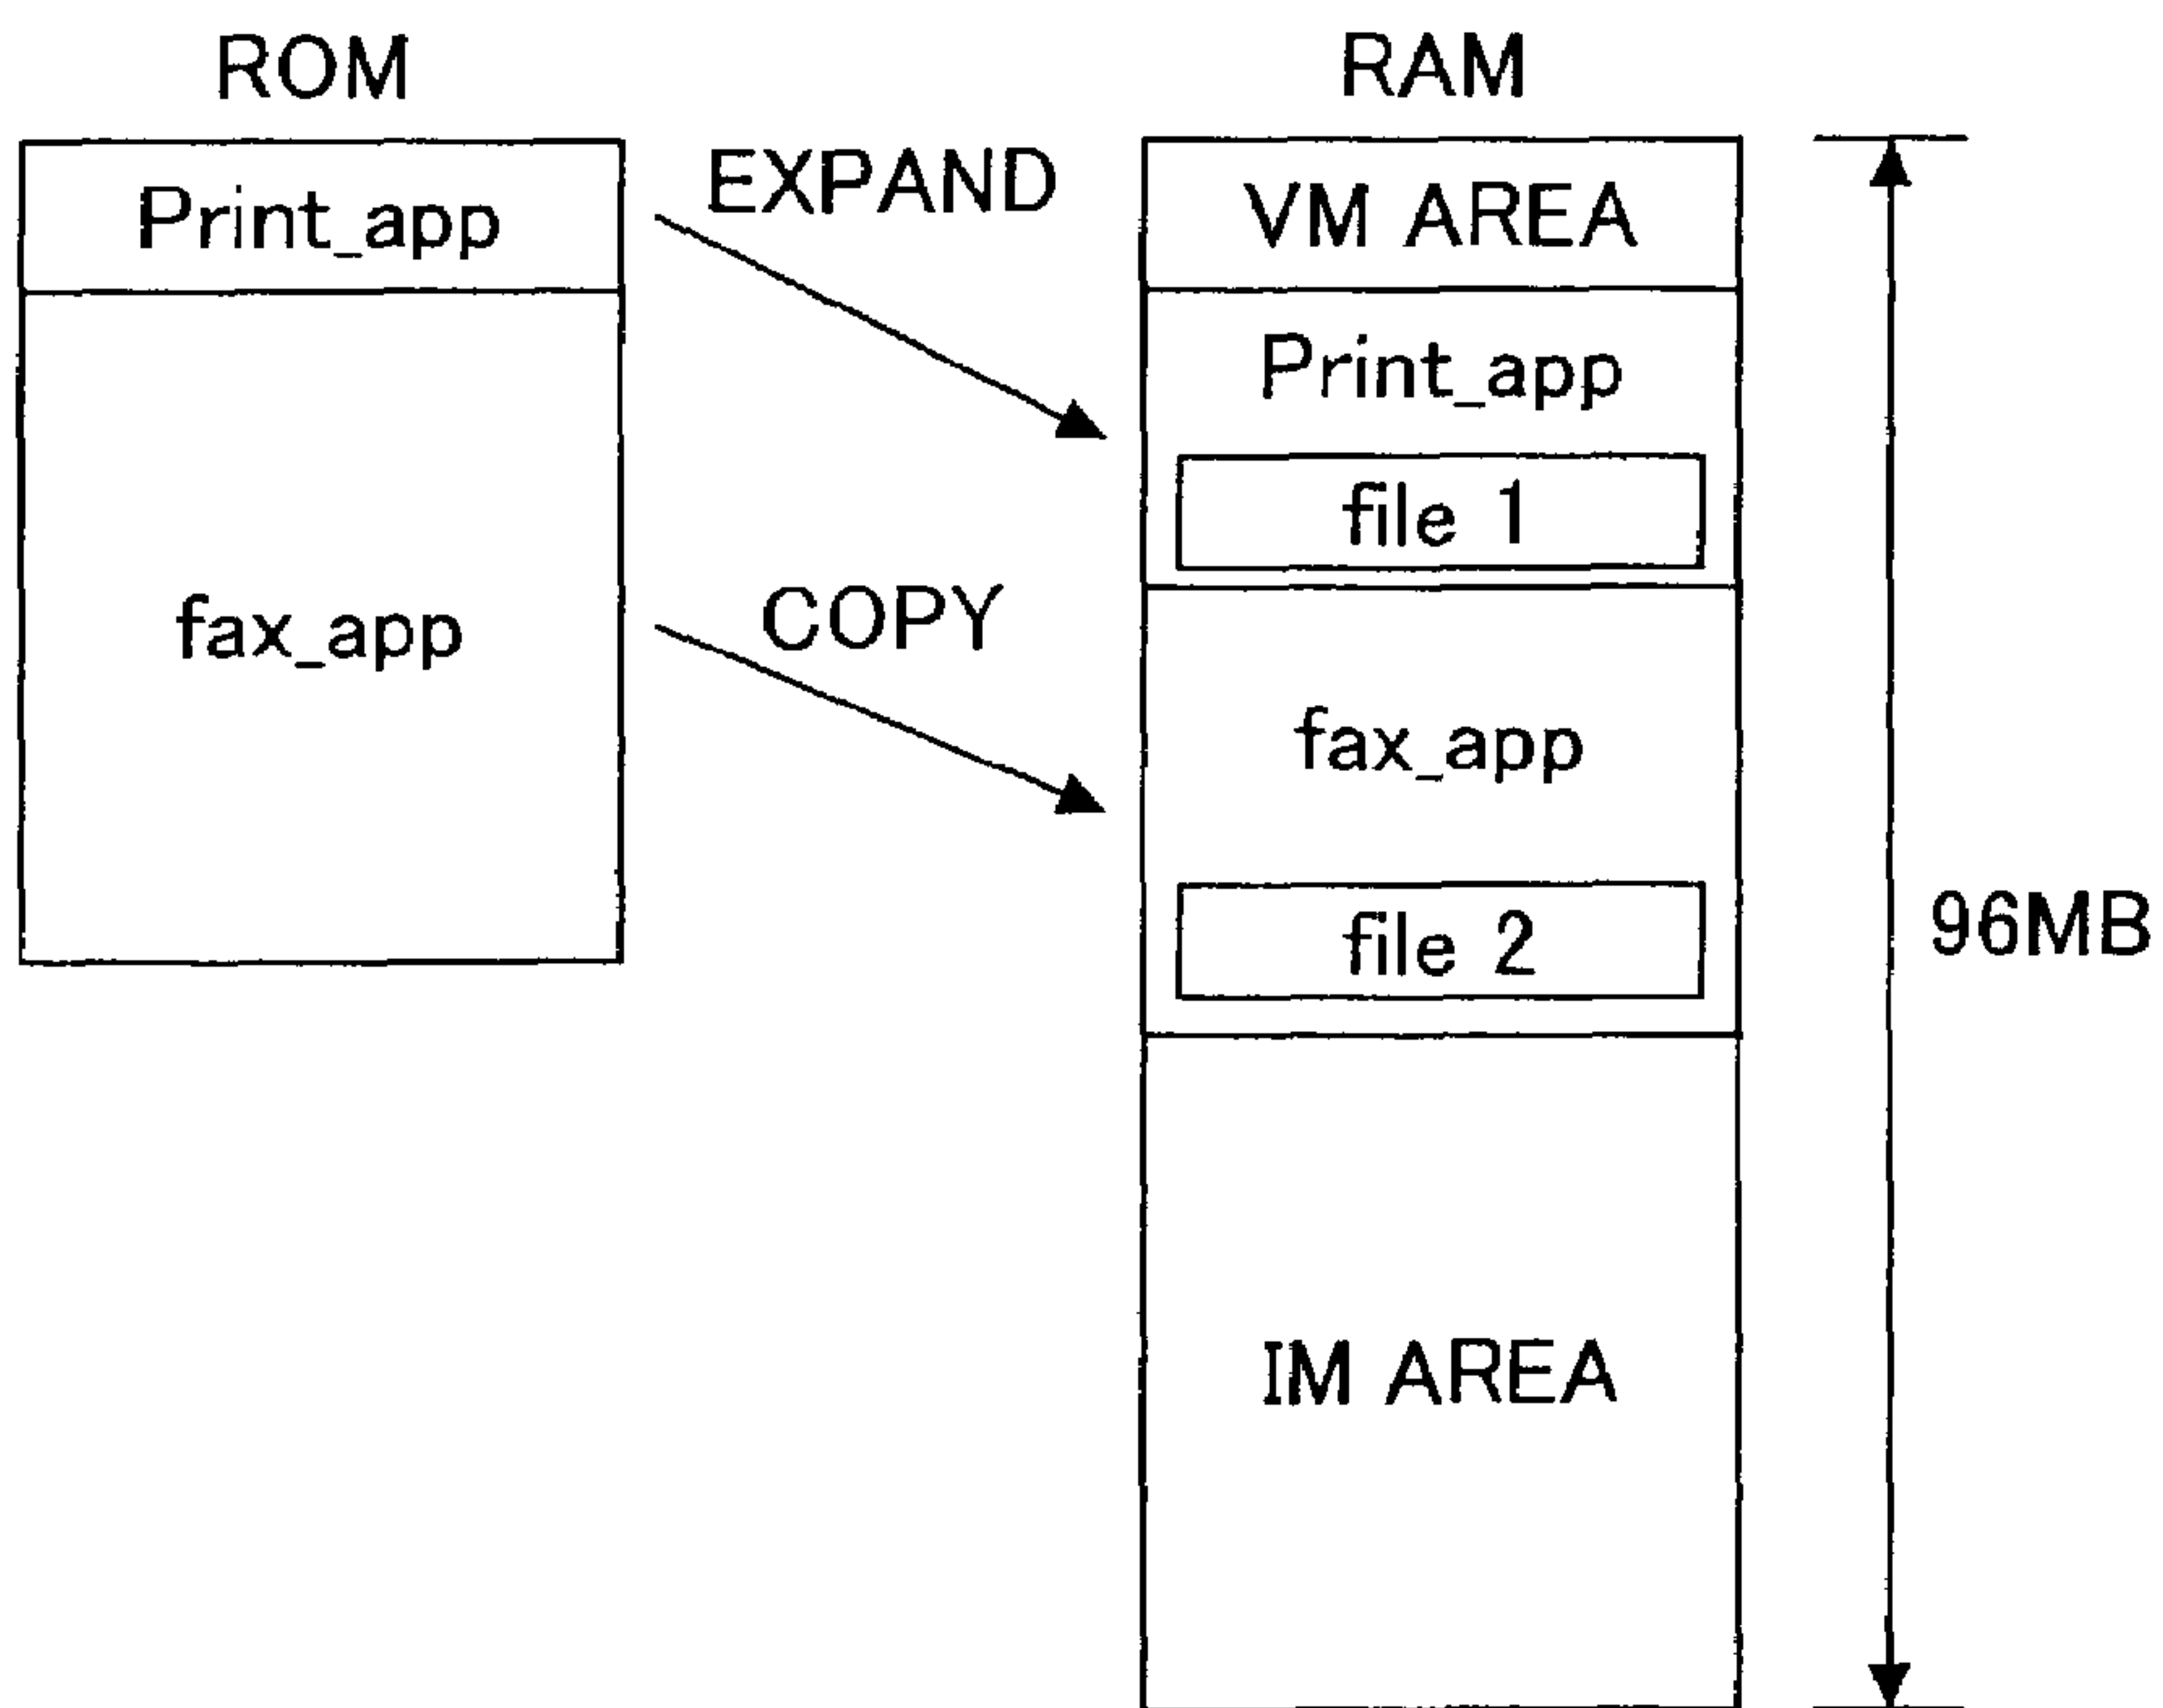 ROM
RAM
Print_app
EXPAND
VM AREA
Print_app
file 1
fax_app
COPY
fax_app
file 2
96MB
IM AREA